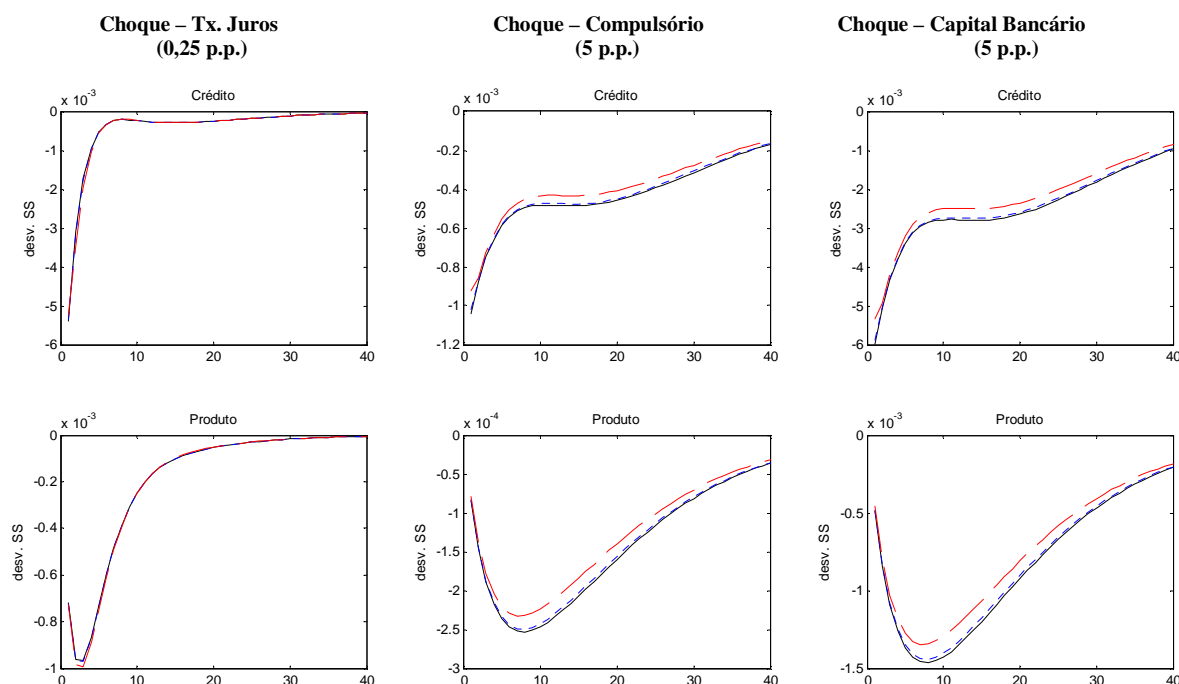 Choque – Tx. Juros
(0,25 p.p.)
Choque – Compulsório
(5 p.p.)
Choque – Capital Bancário
(5 p.p.)
x 10-3
Crédito
0
-1
-2
-3
-4
-5
-6
desv. SS
0 10 20 30 40
x 10-3
Crédito
0
-0.2
-0.4
-0.6
-0.8
-1
-1.2
0 10 20 30 40
x 10-3
Crédito
0
-1
-2
-3
-4
-5
-6
desv. SS
0 10 20 30 40
x 10-3
Produto
0
-0.2
-0.4
-0.6
-0.8
-1
desv. SS
0 10 20 30 40
x 10-4
Produto
0
-0.5
-1
-1.5
-2
-2.5
-3
desv. SS
0 10 20 30 40
x 10-3
Produto
0
-0.5
-1
-1.5
desv. SS
0 10 20 30 40